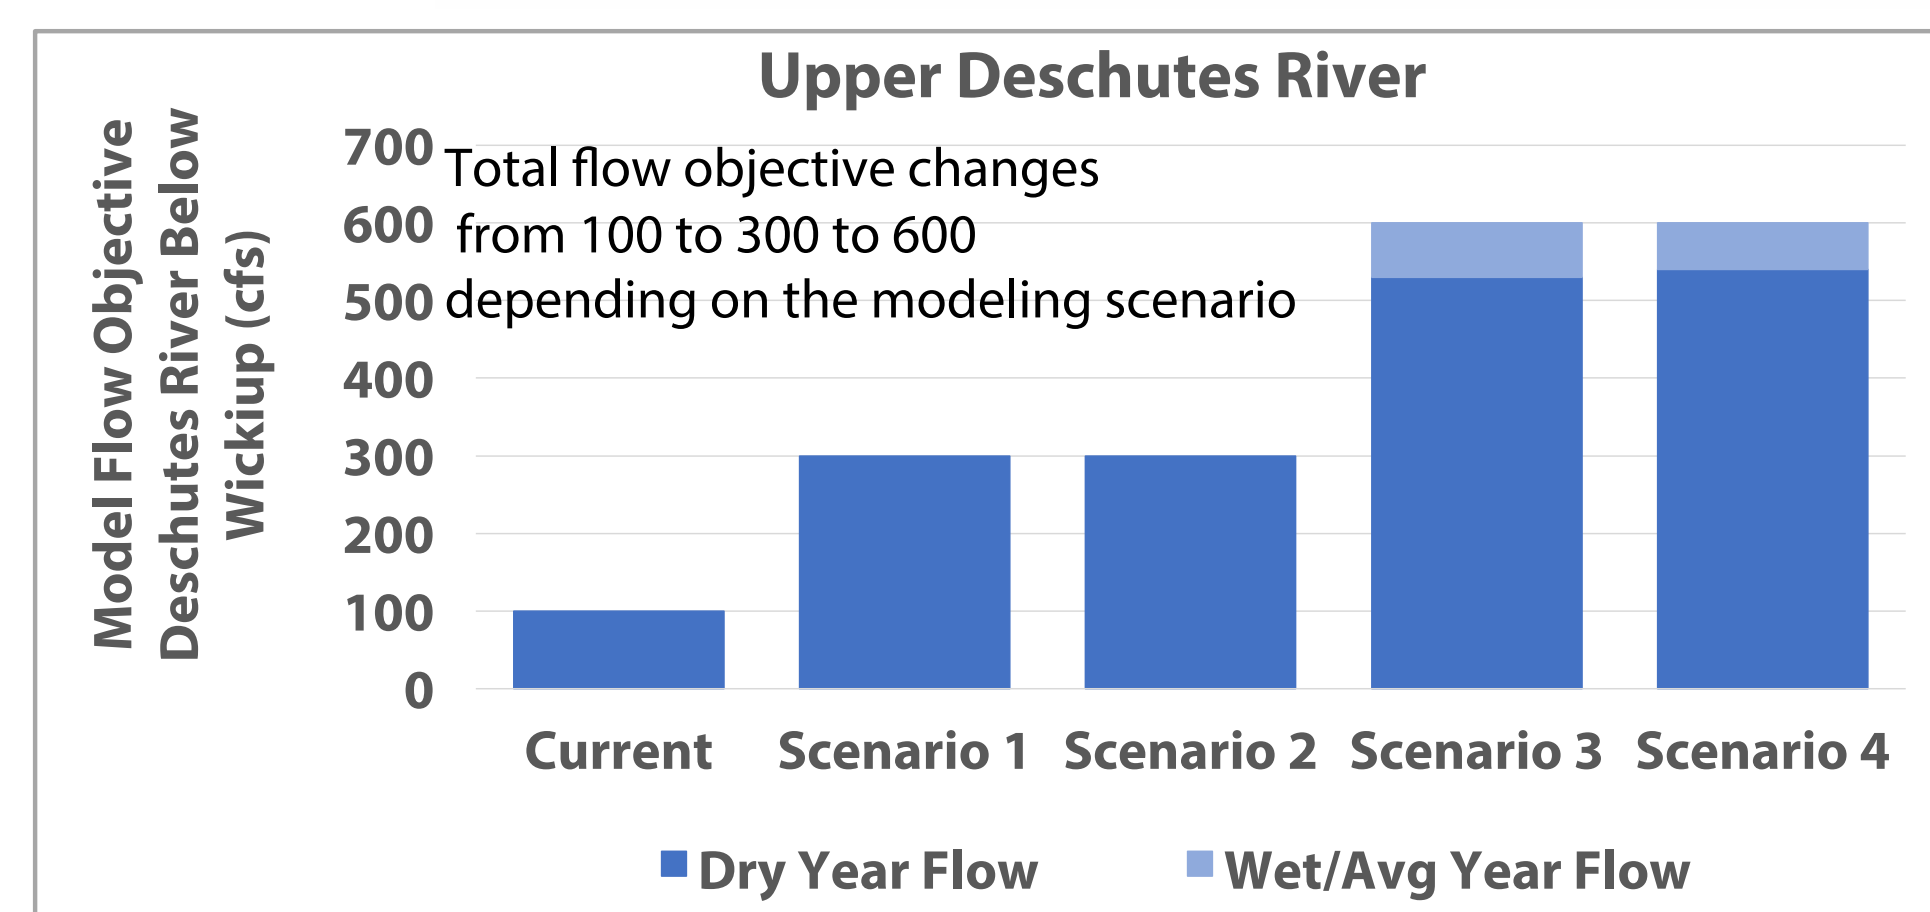 Upper Deschutes River
Model Flow Objective
Deschutes River Below
Wickiup (cfs)
700
600
500
400
300
200
100
0
Total flow objective changes
from 100 to 300 to 600
depending on the modeling scenario
Current Scenario 1 Scenario 2 Scenario 3 Scenario 4
Dry Year Flow Wet/Avg Year Flow